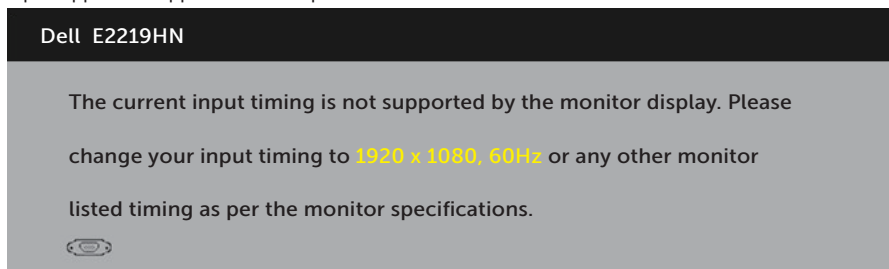 Dell E2219HN
The current input timing is not supported by the monitor display. Please
change your input timing to 1920 x 1080, 60Hz or any other monitor
listed timing as per the monitor specifications.